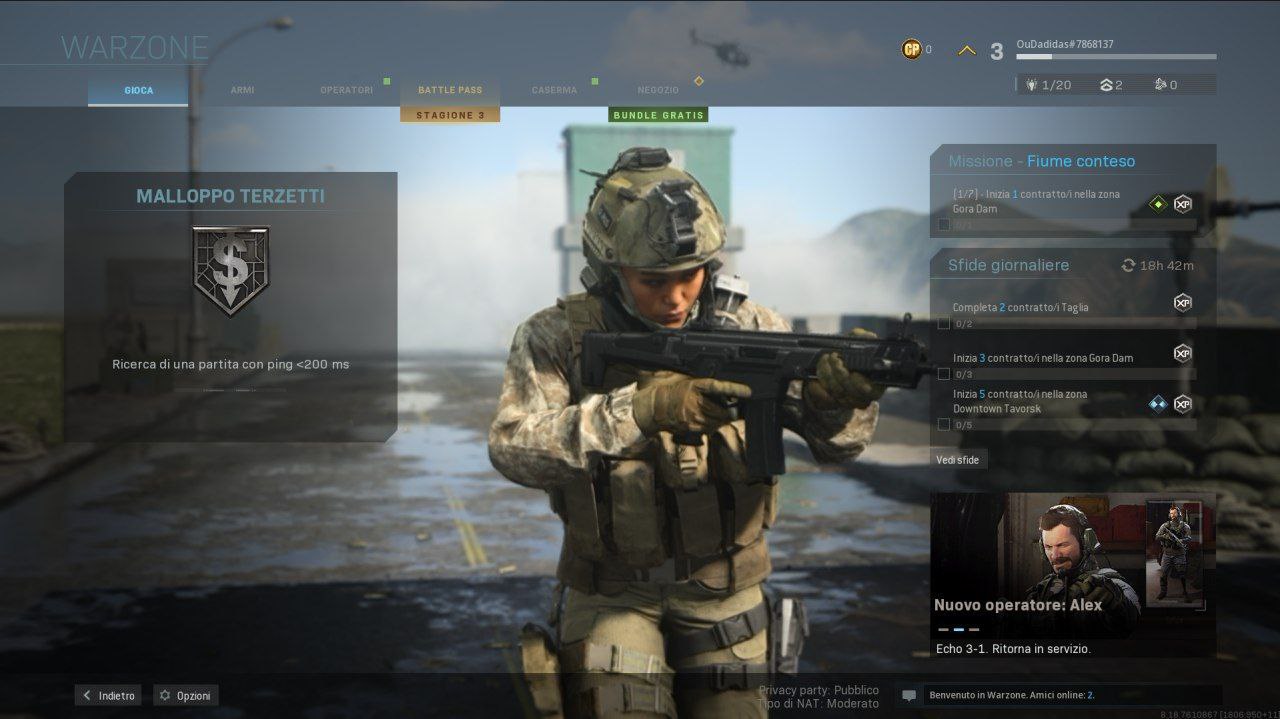 WARZONE
CP 0
3
OuDadidas#7868137
1/20 2 0
GIOCA ARMI OPERATORI BATTLE PASS CASERMA NEGOZIO
STAGIONE 3
BUNDLE GRATIS
MALLOPPO TERZETTI
Ricerca di una partita con ping <200 ms
Missione - Fiume conteso
[1/7] - Inizia 1 contratto/i nella zona
Gora Dam
XP
0/1
Sfide giornaliere
18h 42m
Completa 2 contratto/i Taglia
XP
0/2
Inizia 3 contratto/i nella zona Gora Dam
XP
0/3
Inizia 5 contratto/i nella zona
Downtown Tavorsk
XP
0/5
Vedi sfide
Nuovo operatore: Alex
Echo 3-1. Ritorna in servizio.
Indietro
Opzioni
Privacy party: Pubblico
Tipo di NAT: Moderato
Benvenuto in Warzone. Amici online: 2.